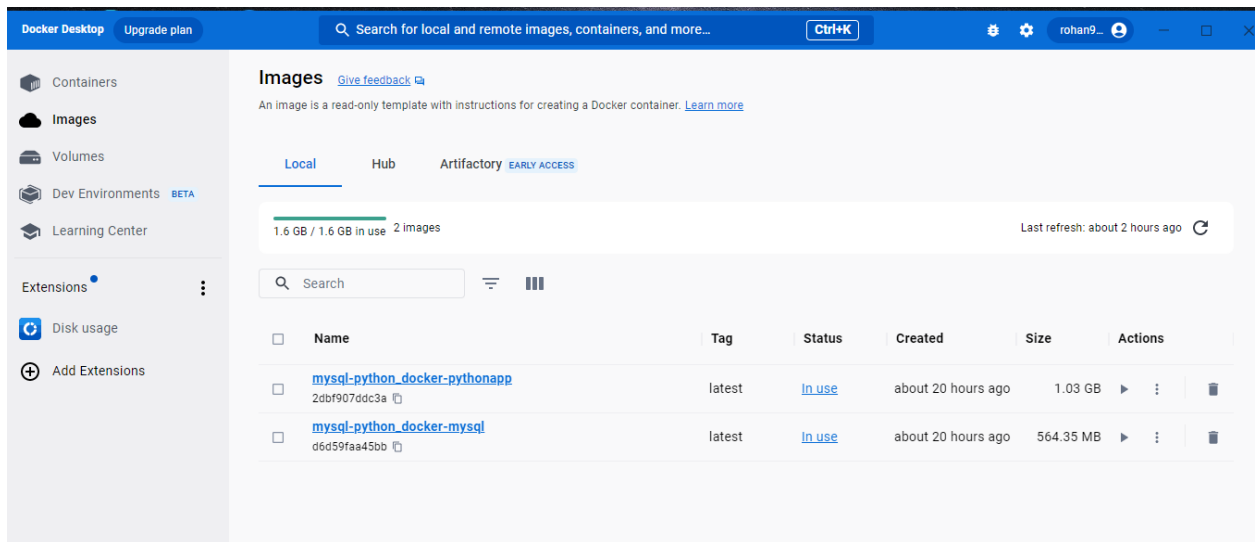 Docker Desktop Upgrade plan Search for local and remote images, containers, and more... Ctrl+K rohan9...
Containers
Images
Volumes
Dev Environments BETA
Learning Center
Extensions
Disk usage
Add Extensions
Images Give feedback
An image is a read-only template with instructions for creating a Docker container. Learn more
Local Hub Artifactory EARLY ACCESS
1.6 GB / 1.6 GB in use 2 images Last refresh: about 2 hours ago
Search
Name Tag Status Created Size Actions
mysql-python_docker-pythonapp latest In use about 20 hours ago 1.03 GB
2dbf907ddc3a
mysql-python_docker-mysql latest In use about 20 hours ago 564.35 MB
d6d59faa45bb